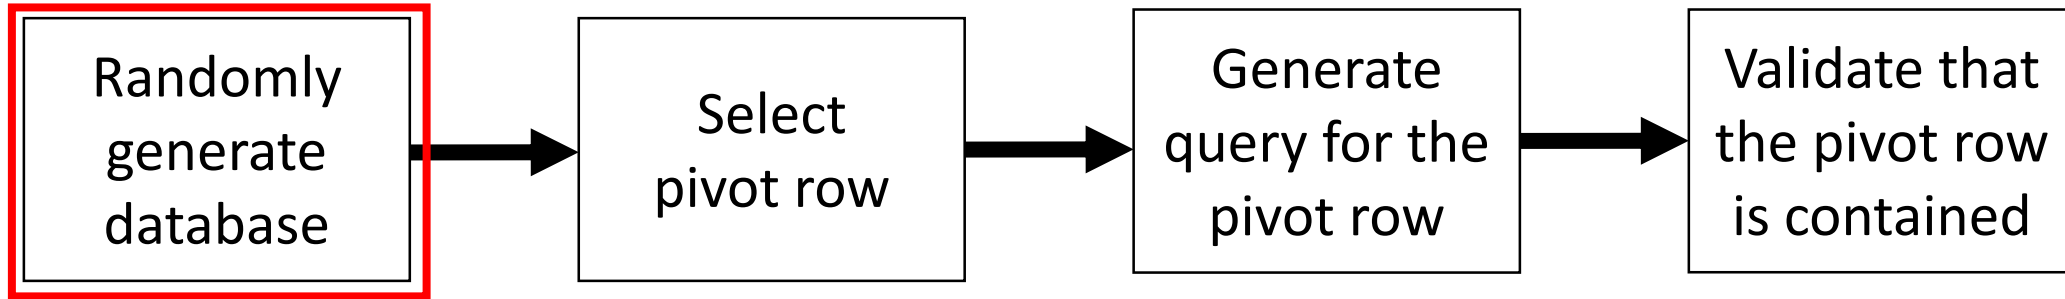 Randomly
generate
database
Select
pivot row
Generate
query for the
pivot row
Validate that
the pivot row
is contained